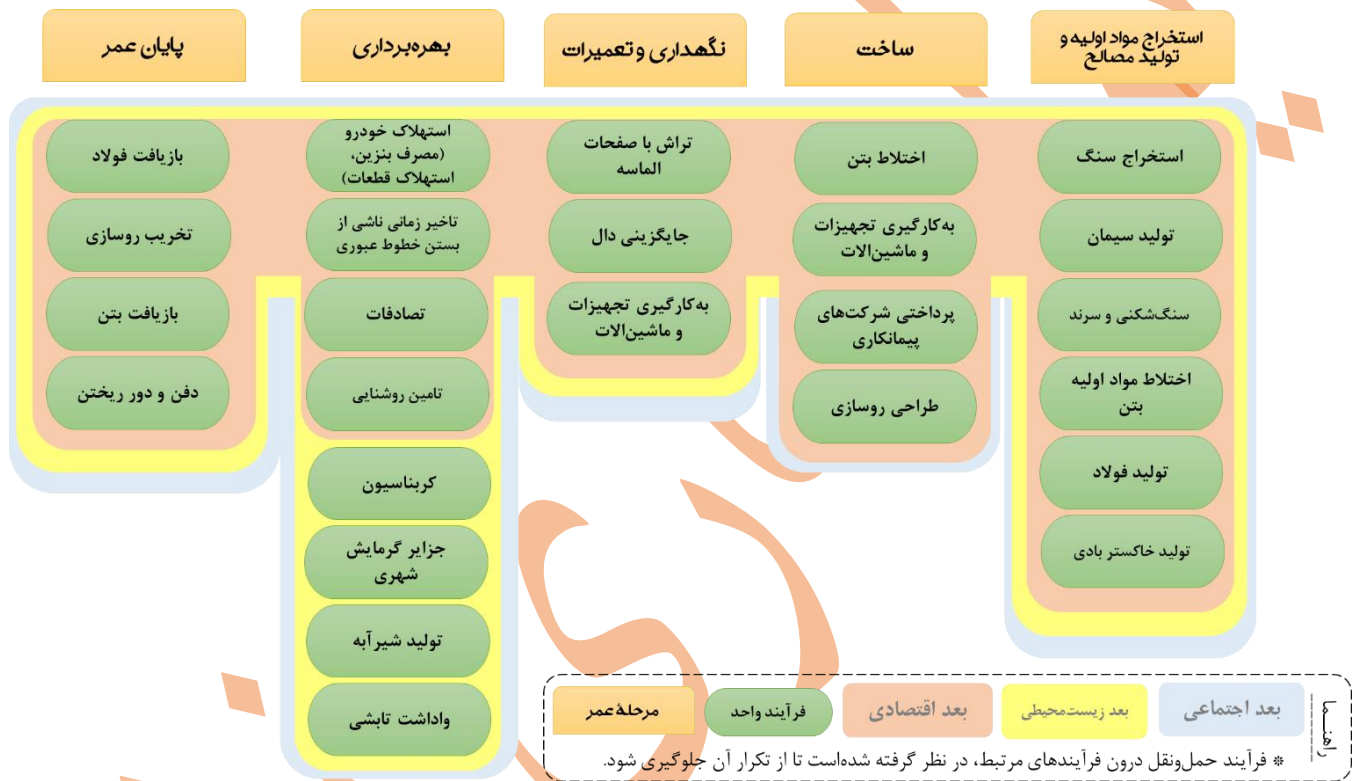 استخراج مواد اولیه و
تولید مصالح
استخراج سنگ
تولید سیمان
سنگ‌شکنی و سرند
اختلاط مواد اولیه
بتن
تولید فولاد
تولید خاکستر بادی
ساخت
اختلاط بتن
به‌کارگیری تجهیزات
و ماشین‌الات
پرداختی شرکت‌های
پیمانکاری
طراحی روسازی
نگهداری و تعمیرات
تراش با صفحات
الماسه
جایگزینی دال
به‌کارگیری تجهیزات
و ماشین‌الات
بهره‌برداری
استهلاک خودرو
(مصرف بنزین،
استهلاک قطعات)
تاخیر زمانی ناشی از
بستن خطوط عبوری
تصادفات
تامین روشنایی
کربناسیون
جزایر گرمایش
شهری
تولید شیرآبه
واداشت تابشی
پایان عمر
بازیافت فولاد
تخریب روسازی
بازیافت بتن
دفن و دور ریختن
راهنما
بعد اجتماعی
بعد زیست‌محیطی
بعد اقتصادی
فرآیند واحد
مرحلهٔ عمر
* فرآیند حمل‌ونقل درون فرآیندهای مرتبط، در نظر گرفته شده‌است تا از تکرار آن جلوگیری شود.